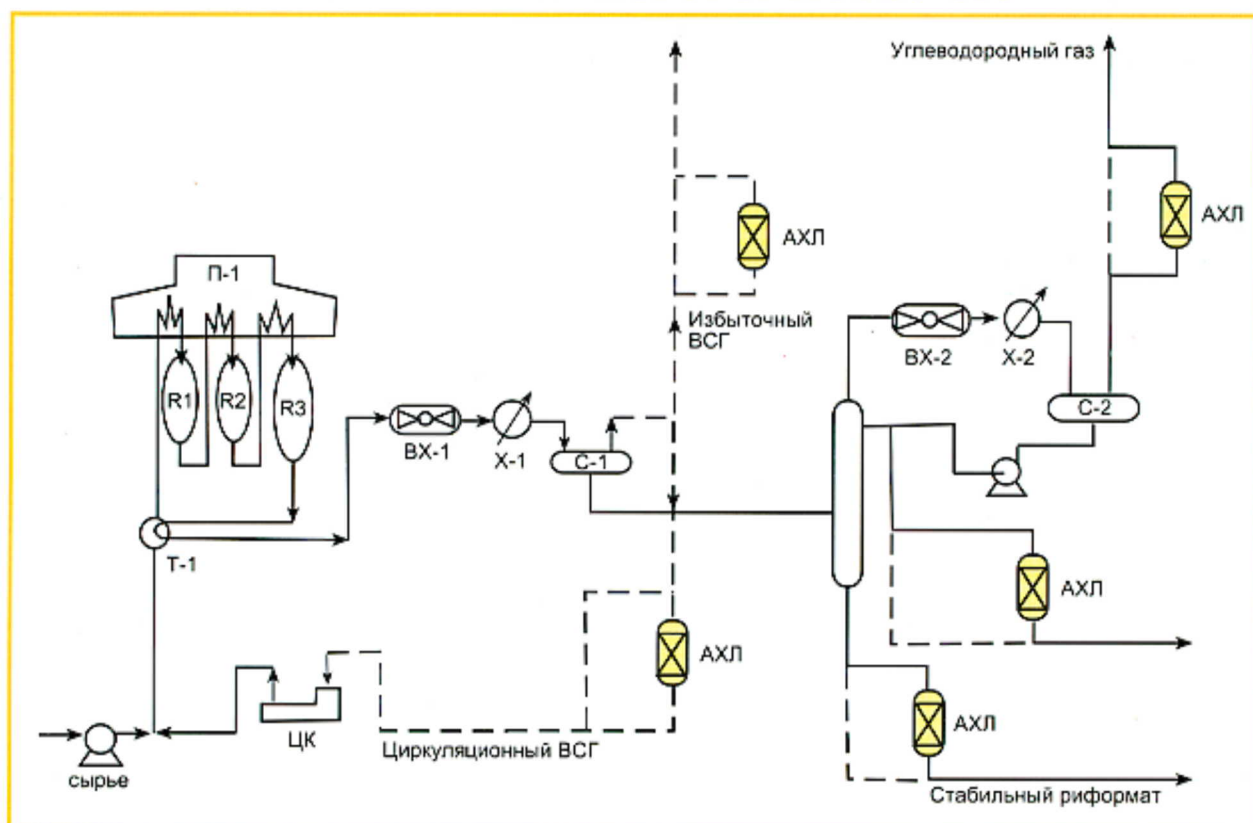 Углеводородный газ
АХЛ
АХЛ
П-1
Избыточный
ВСГ
ВХ-2
Х-2
R1
R2
R3
С-2
ВХ-1
Х-1
С-1
Т-1
АХЛ
АХЛ
АХЛ
ЦК
Циркуляционный ВСГ
сырье
Стабильный риформат